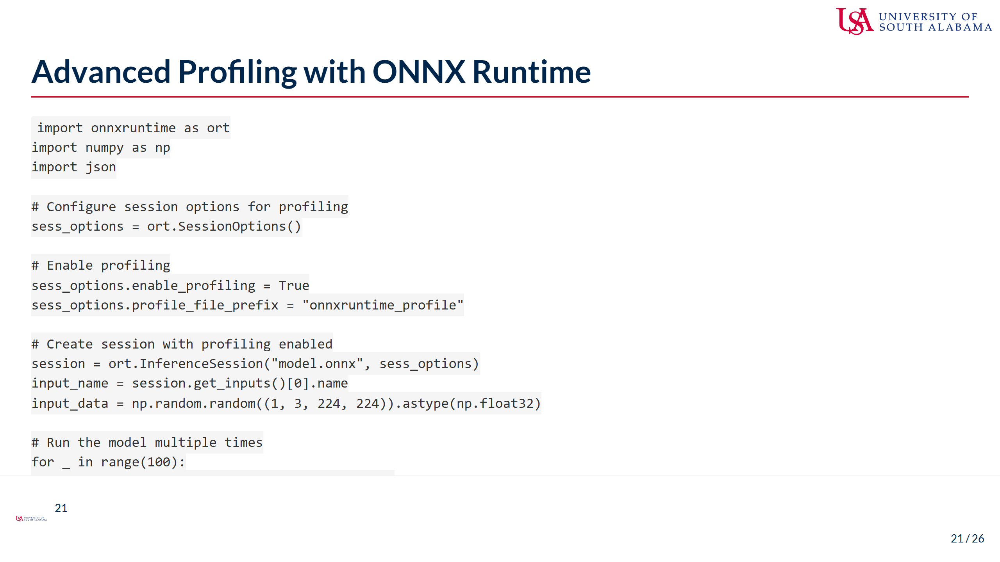 USA UNIVERSITY OF
SOUTH ALABAMA
Advanced Profiling with ONNX Runtime
import onnxruntime as ort
import numpy as np
import json
# Configure session options for profiling
sess_options = ort.SessionOptions()
# Enable profiling
sess_options.enable_profiling = True
sess_options.profile_file_prefix = "onnxruntime_profile"
# Create session with profiling enabled
session = ort.InferenceSession("model.onnx", sess_options)
input_name = session.get_inputs()[0].name
input_data = np.random.random((1, 3, 224, 224)).astype(np.float32)
# Run the model multiple times
for _ in range(100):
21
USA UNIVERSITY OF
SOUTH ALABAMA
21 / 26